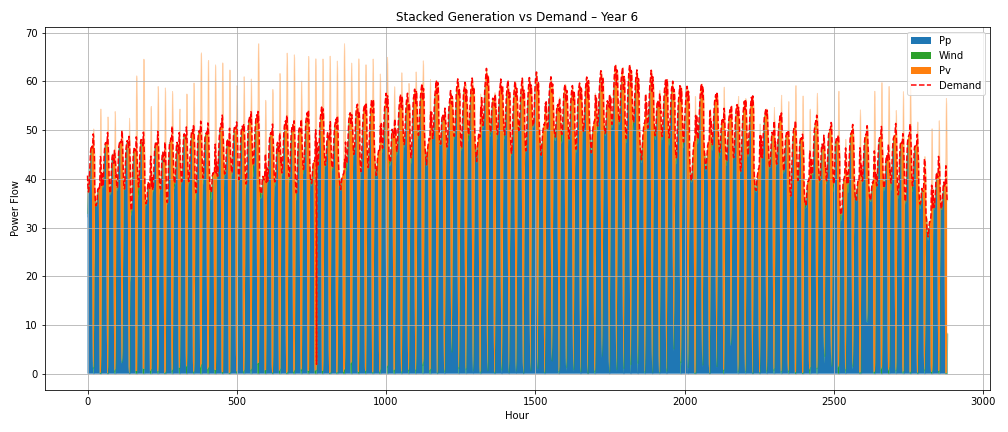 Stacked Generation vs Demand – Year 6
Pp
Wind
Pv
Demand
Power Flow
70
60
50
40
30
20
10
0
0 500 1000 1500 2000 2500 3000
Hour